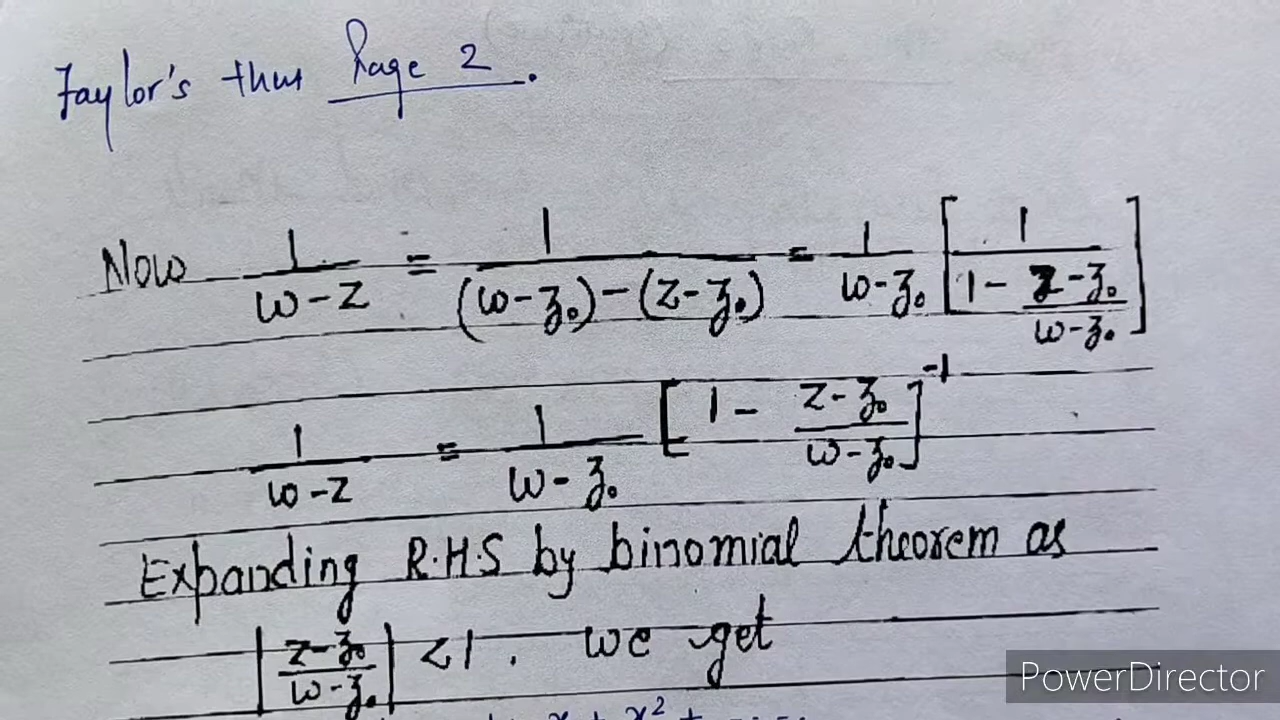 Taylor's thm Page 2.
Now 1/(w-z) = 1/((w-z₀)-(z-z₀)) = 1/(w-z₀) [1/(1-(z-z₀)/(w-z₀))]
1/(w-z) = 1/(w-z₀) [1-(z-z₀)/(w-z₀)]⁻¹
Expanding R.H.S by binomial theorem as
|(z-z₀)/(w-z₀)| <1. we get
PowerDirector